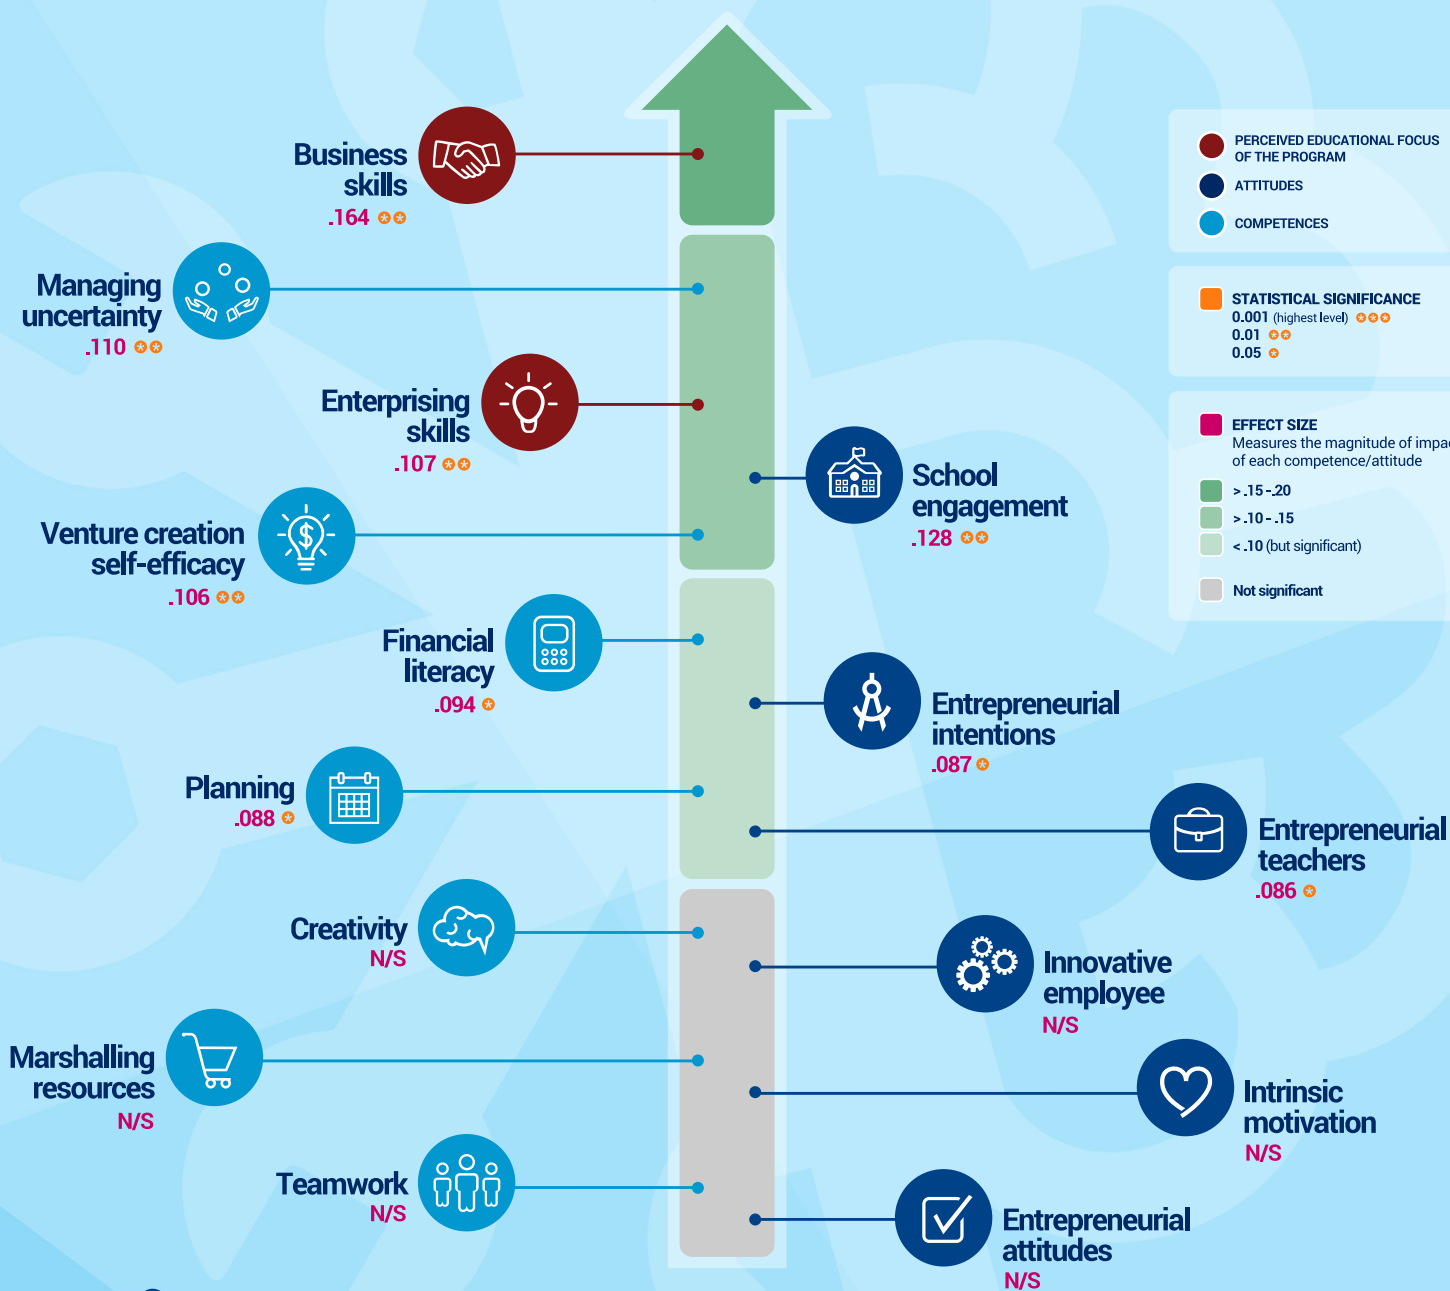 Business
skills
.164
Managing
uncertainty
.110
Enterprising
skills
.107
Venture creation
self-efficacy
.106
Financial
literacy
.094
Planning
.088
Creativity
N/S
Marshalling
resources
N/S
Teamwork
N/S
School
engagement
.128
Entrepreneurial
intentions
.087
Entrepreneurial
teachers
.086
Innovative
employee
N/S
Intrinsic
motivation
N/S
Entrepreneurial
attitudes
N/S
PERCEIVED EDUCATIONAL FOCUS
OF THE PROGRAM
ATTITUDES
COMPETENCES
STATISTICAL SIGNIFICANCE
0.001 (highest level)
0.01
0.05
EFFECT SIZE
Measures the magnitude of impac
of each competence/attitude
> .15 - .20
> .10 - .15
< .10 (but significant)
Not significant